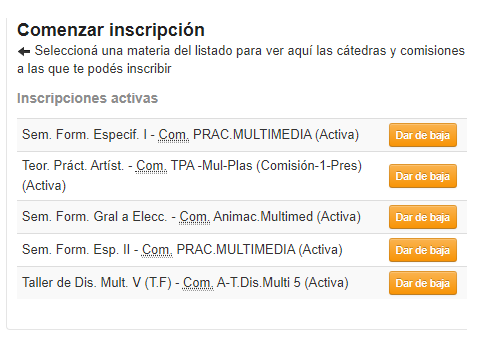 Comenzar inscripción
Seleccioná una materia del listado para ver aquí las cátedras y comisiones
a las que te podés inscribir
Inscripciones activas
Sem. Form. Especif. I - Com. PRAC.MULTIMEDIA (Activa) Dar de baja
Teor. Práct. Artíst. - Com. TPA -Mul-Plas (Comisión-1-Pres)
(Activa) Dar de baja
Sem. Form. Gral a Elecc. - Com. Animac.Multimed (Activa) Dar de baja
Sem. Form. Esp. II - Com. PRAC.MULTIMEDIA (Activa) Dar de baja
Taller de Dis. Mult. V (T.F) - Com. A-T.Dis.Multi 5 (Activa) Dar de baja